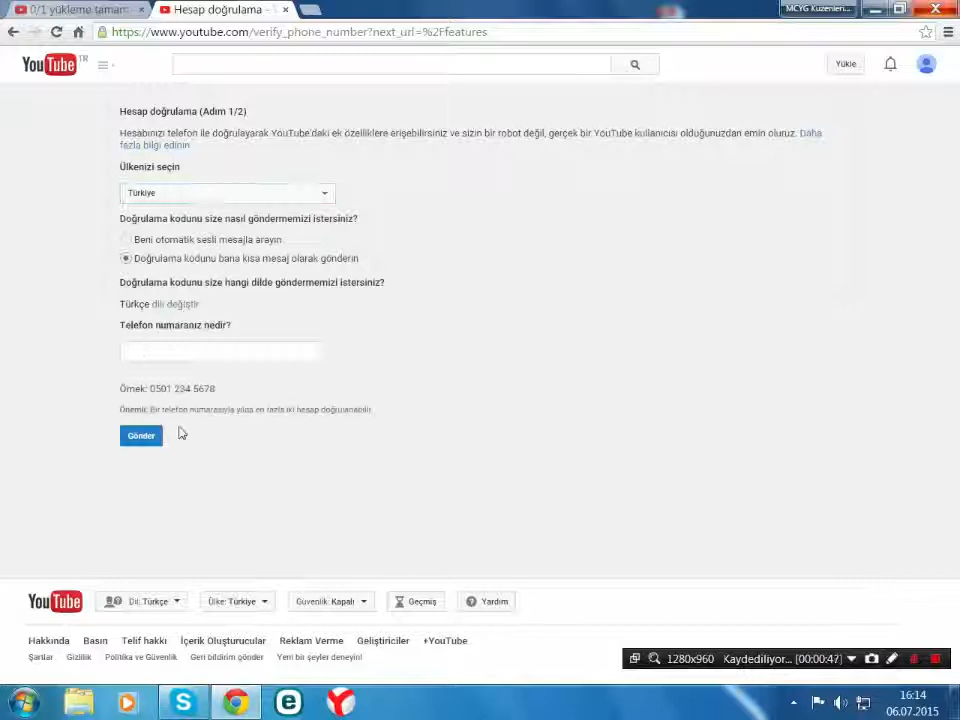 0/1 yükleme tamam
Hesap doğrulama -
MCYG Kuzenleri...
https://www.youtube.com/verify_phone_number?next_url=%2Ffeatures
YouTube TR
Yükle
Hesap doğrulama (Adım 1/2)
Hesabınızı telefon ile doğrulayarak YouTube'daki ek özelliklere erişebilirsiniz ve sizin bir robot değil, gerçek bir YouTube kullanıcısı olduğunuzdan emin oluruz. Daha
fazla bilgi edinin
Ülkenizi seçin
Türkiye
Doğrulama kodunu size nasıl göndermemizi istersiniz?
Beni otomatik sesli mesajla arayın
Doğrulama kodunu bana kısa mesaj olarak gönderin
Doğrulama kodunu size hangi dilde göndermemizi istersiniz?
Türkçe dili değiştir
Telefon numaranız nedir?
Örnek: 0501 234 5678
Önemli: Bir telefon numarasıyla yılda en fazla iki hesap doğrulanabilir.
Gönder
YouTube
Dil: Türkçe
Ülke: Türkiye
Güvenlik: Kapalı
Geçmiş
Yardım
Hakkında Basın Telif hakkı İçerik Oluşturucular Reklam Verme Geliştiriciler +YouTube
Şartlar Gizlilik Politika ve Güvenlik Geri bildirim gönder Yeni bir şeyler deneyin!
1280x960 Kaydediliyor... [00:00:47]
16:14
06.07.2015